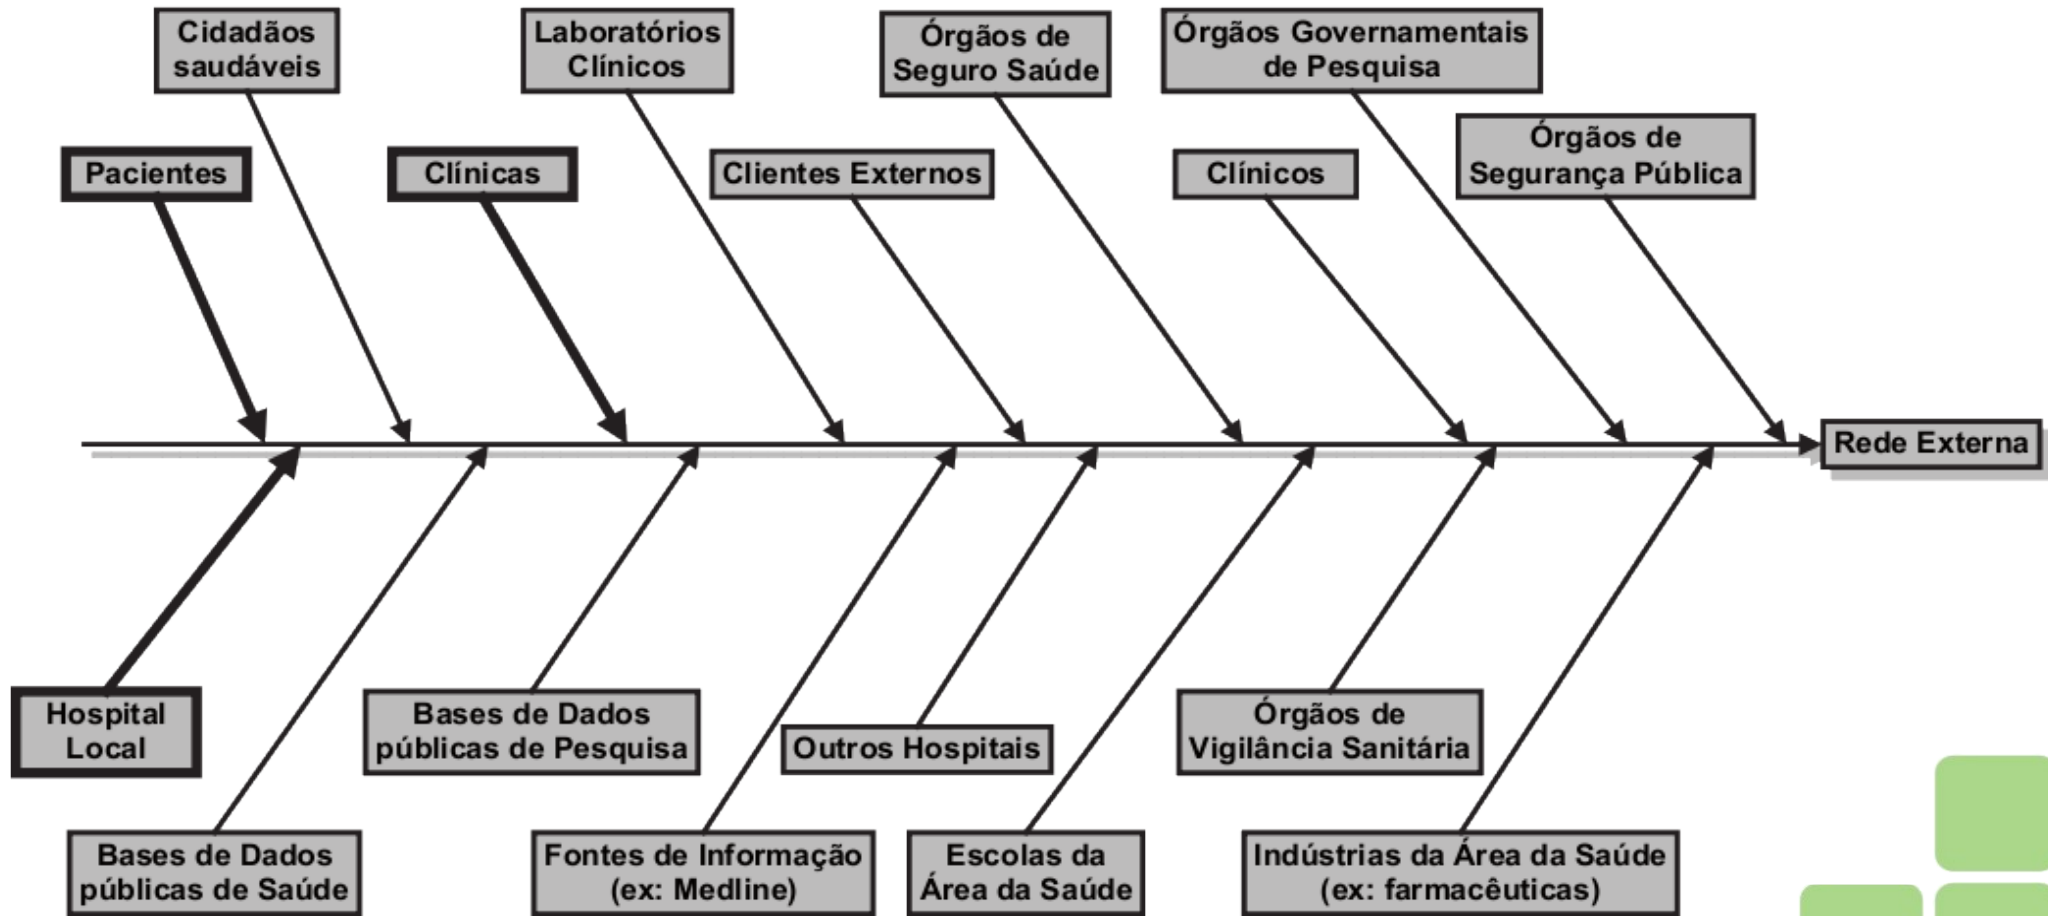 Cidadãos
saudáveis
Laboratórios
Clínicos
Órgãos de
Seguro Saúde
Órgãos Governamentais
de Pesquisa
Pacientes
Clínicas
Clientes Externos
Clínicos
Órgãos de
Segurança Pública
Rede Externa
Hospital
Local
Bases de Dados
públicas de Pesquisa
Outros Hospitais
Órgãos de
Vigilância Sanitária
Bases de Dados
públicas de Saúde
Fontes de Informação
(ex: Medline)
Escolas da
Área da Saúde
Indústrias da Área da Saúde
(ex: farmacêuticas)